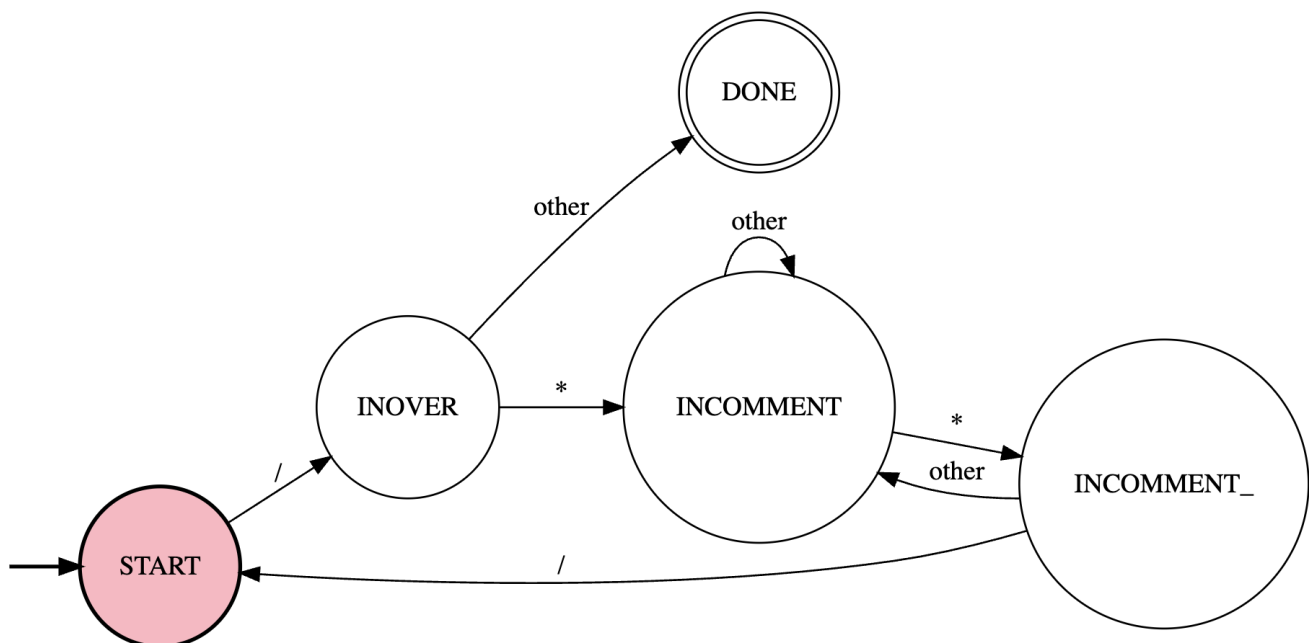 DONE
other
other
INOVER
*
INCOMMENT
*
other
INCOMMENT_
/
START
/